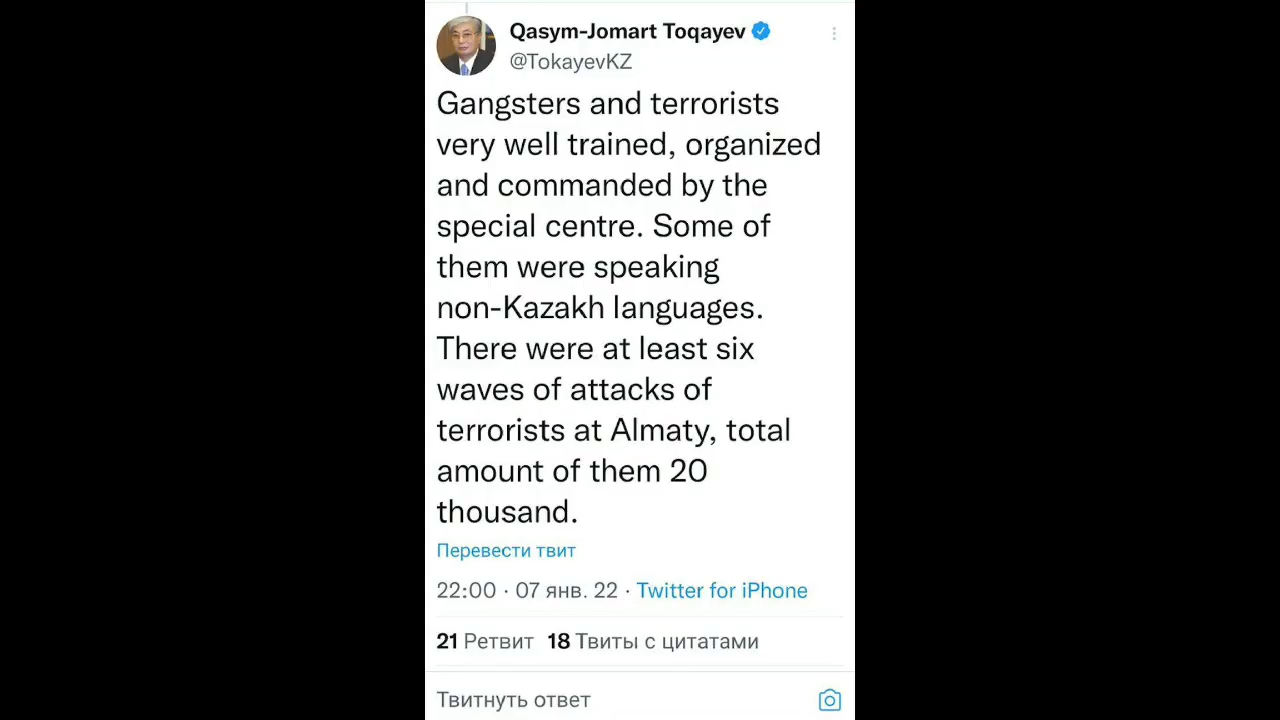 Qasym-Jomart Toqayev
@TokayevKZ
Gangsters and terrorists
very well trained, organized
and commanded by the
special centre. Some of
them were speaking
non-Kazakh languages.
There were at least six
waves of attacks of
terrorists at Almaty, total
amount of them 20
thousand.
Перевести твит
22:00 · 07 янв. 22 · Twitter for iPhone
21 Ретвит 18 Твиты с цитатами
Твитнуть ответ